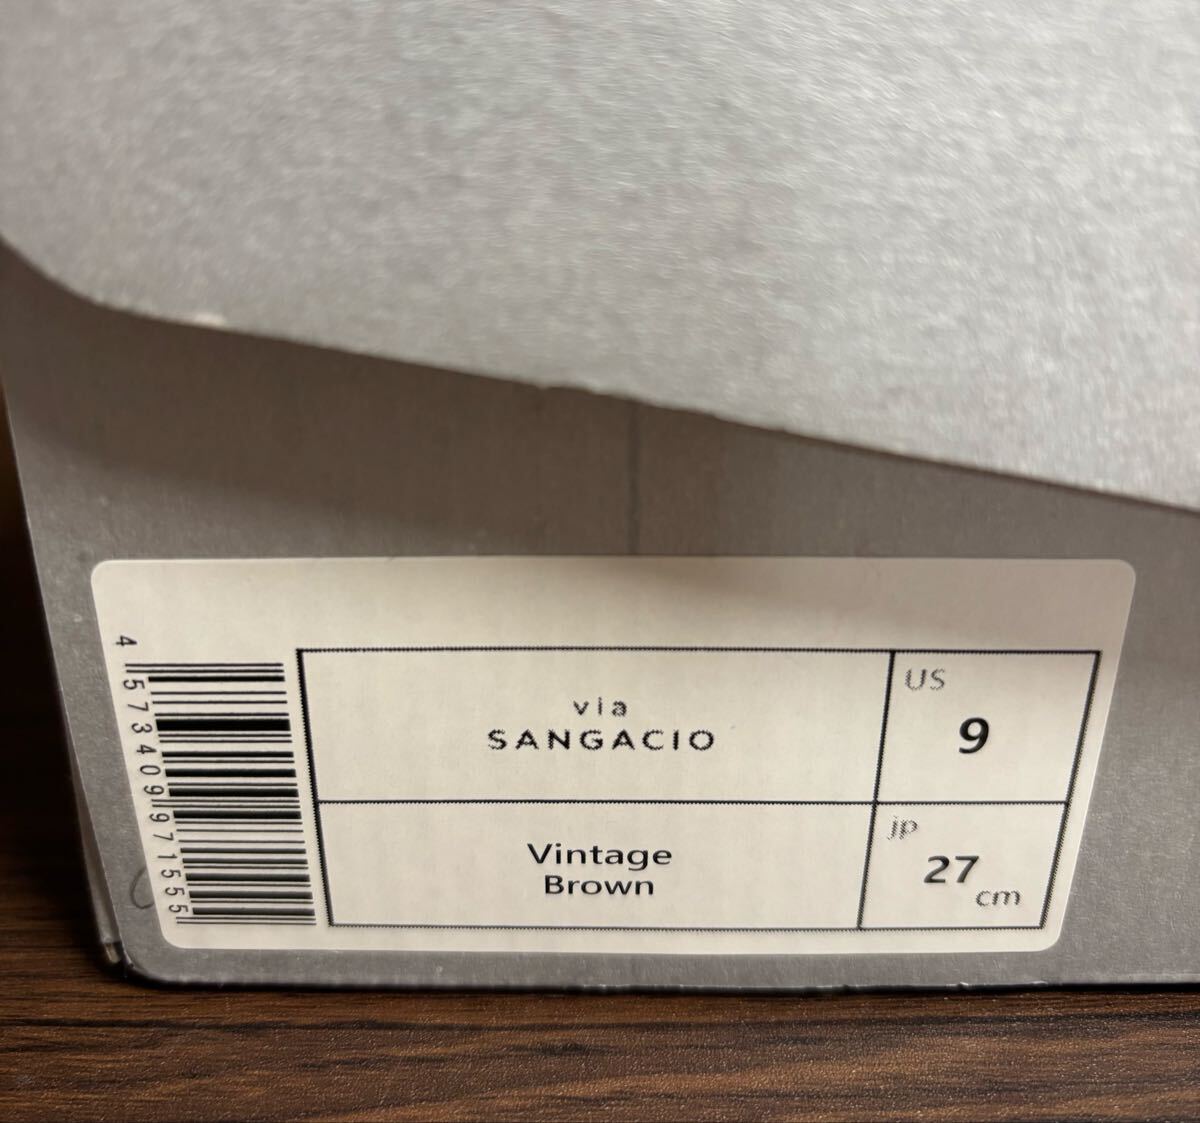 4573409971555
via
SANGACIO
US
9
Vintage
Brown
jp
27
cm